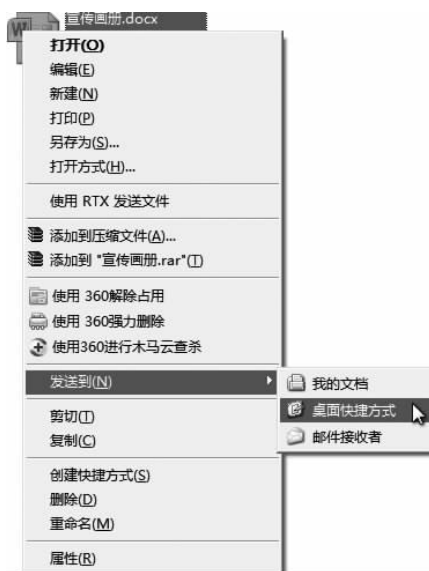 宣传画册.docx
打开(O)
编辑(E)
新建(N)
打印(P)
另存为(S)...
打开方式(H)...
使用 RTX 发送文件
添加到压缩文件(A)...
添加到 "宣传画册.rar"(T)
使用 360解除占用
使用 360强力删除
使用360进行木马云查杀
发送到(N)
我的文档
桌面快捷方式
邮件接收者
剪切(T)
复制(C)
创建快捷方式(S)
删除(D)
重命名(M)
属性(R)